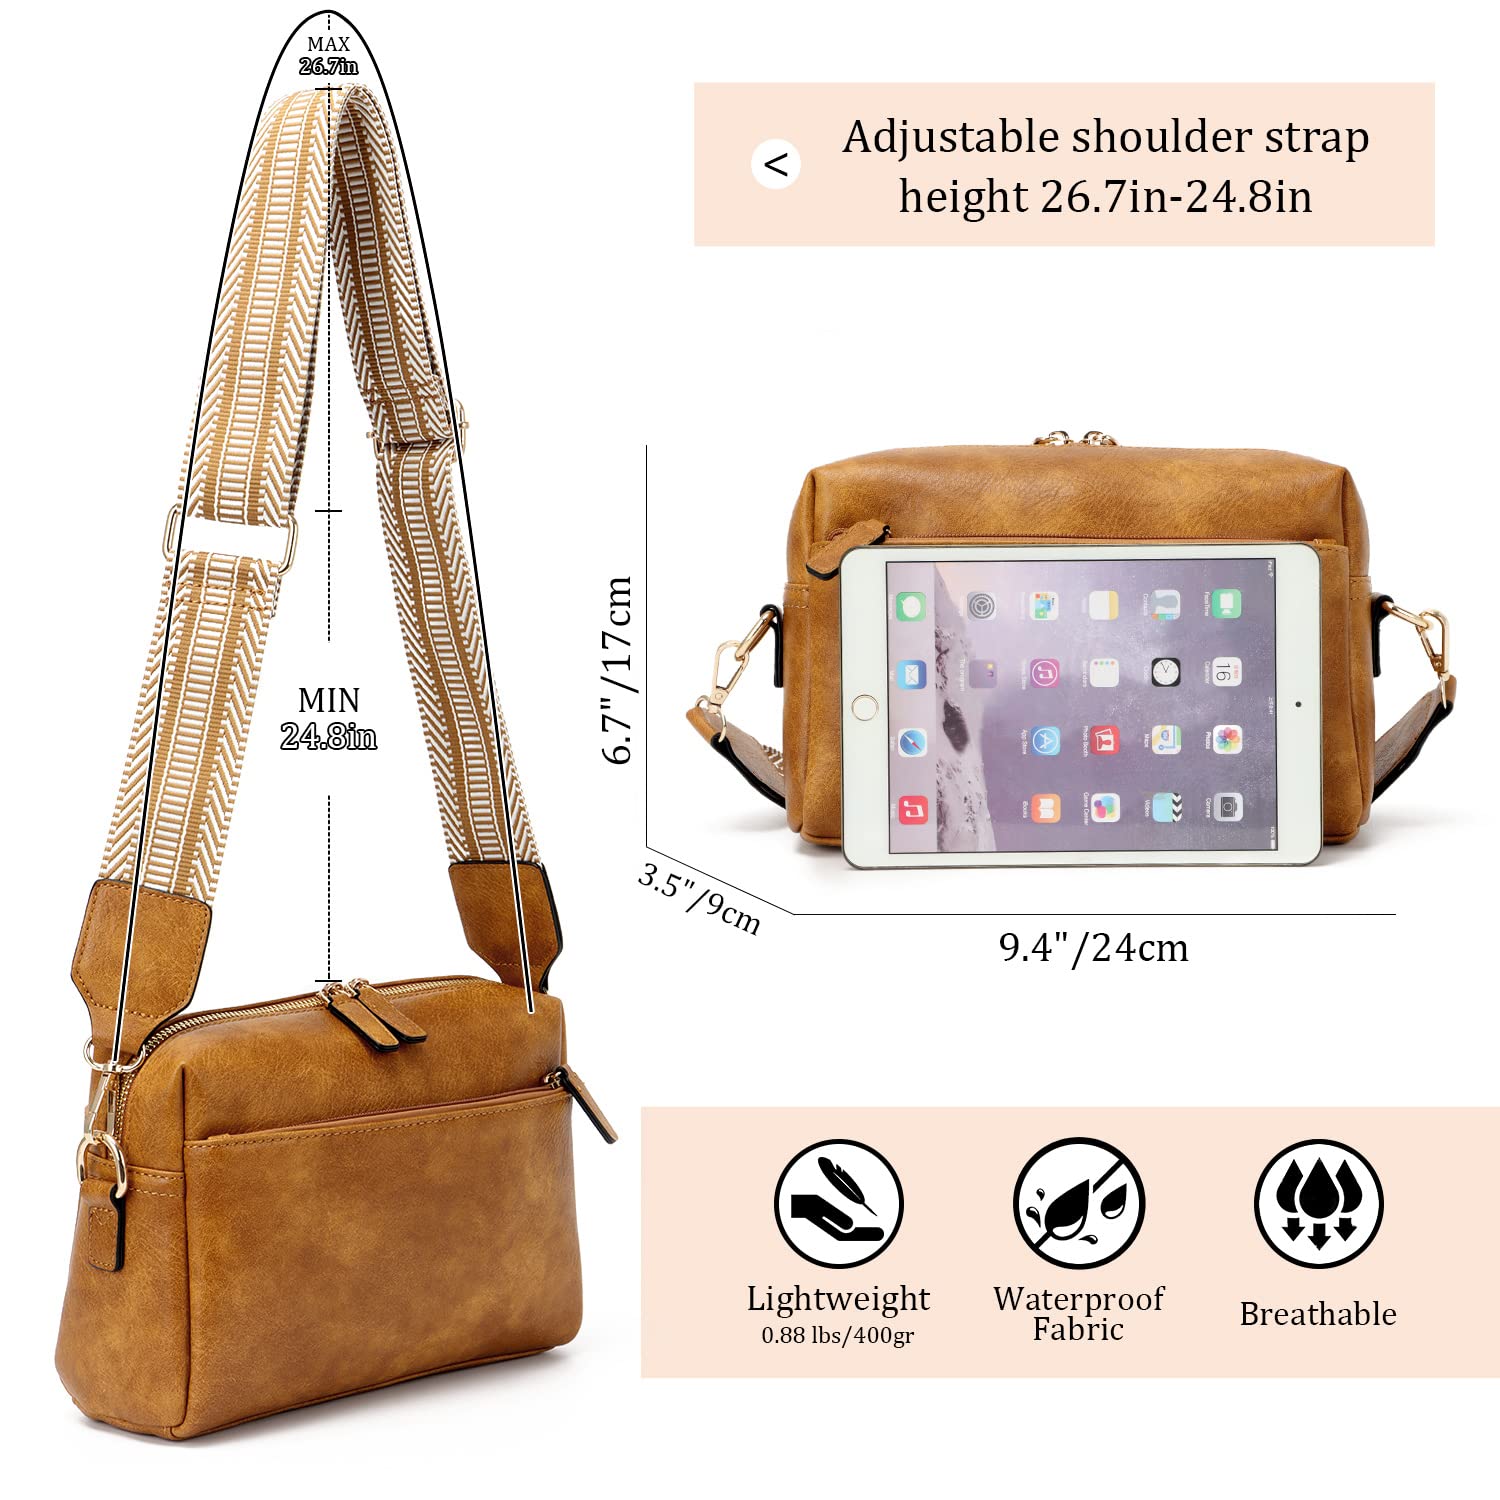 MAX
26.7in
<
Adjustable shoulder strap
height 26.7in-24.8in
MIN
24.8in
6.7"/17cm
3.5"/9cm
9.4"/24cm
Lightweight
0.88 lbs/400gr
Waterproof
Fabric
Breathable